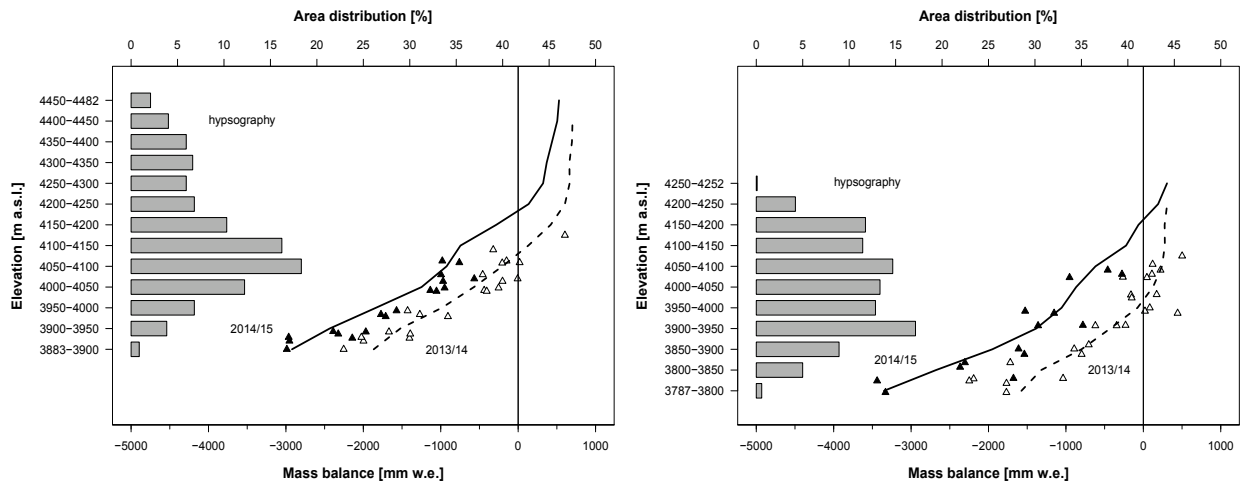 Area distribution [%]
0 5 10 15 20 25 30 35 40 45 50
Elevation [m a.s.l.]
4450−4482
4400−4450
4350−4400
4300−4350
4250−4300
4200−4250
4150−4200
4100−4150
4050−4100
4000−4050
3950−4000
3900−3950
3883−3900
hypsography
2014/15
2013/14
−5000 −4000 −3000 −2000 −1000 0 1000
Mass balance [mm w.e.]
Area distribution [%]
0 5 10 15 20 25 30 35 40 45 50
Elevation [m a.s.l.]
4250−4252
4200−4250
4150−4200
4100−4150
4050−4100
4000−4050
3950−4000
3900−3950
3850−3900
3800−3850
3787−3800
hypsography
2014/15
2013/14
−5000 −4000 −3000 −2000 −1000 0 1000
Mass balance [mm w.e.]